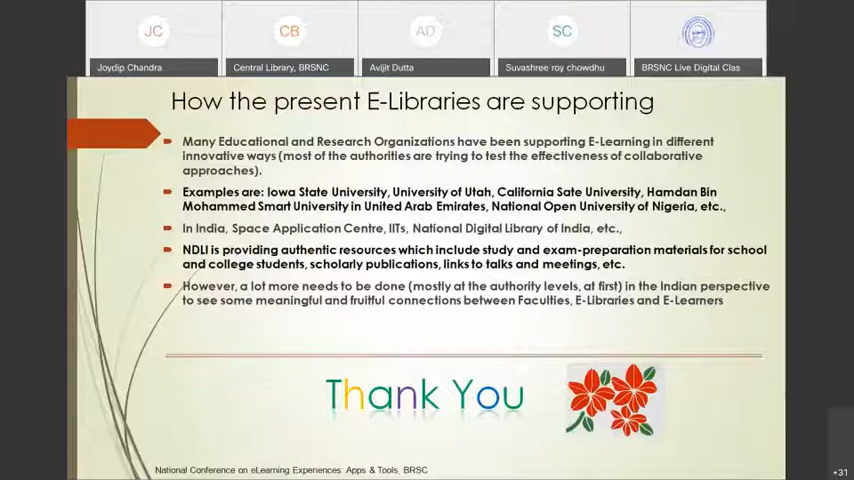 JC
CB
AD
SC
Joydip Chandra
Central Library, BRSNC
Avijit Dutta
Suvashree roy chowdhu
BRSNC Live Digital Clas
How the present E-Libraries are supporting
Many Educational and Research Organizations have been supporting E-Learning in different
innovative ways (most of the authorities are trying to test the effectiveness of collaborative
approaches).
Examples are: Iowa State University, University of Utah, California Sate University, Hamdan Bin
Mohammed Smart University in United Arab Emirates, National Open University of Nigeria, etc.,
In India, Space Application Centre, IITs, National Digital Library of India, etc.,
NDLI is providing authentic resources which include study and exam-preparation materials for school
and college students, scholarly publications, links to talks and meetings, etc.
However, a lot more needs to be done (mostly at the authority levels, at first) in the Indian perspective
to see some meaningful and fruitful connections between Faculties, E-Libraries and E-Learners
Thank You
National Conference on eLearning Experiences: Apps & Tools, BRSC
+31